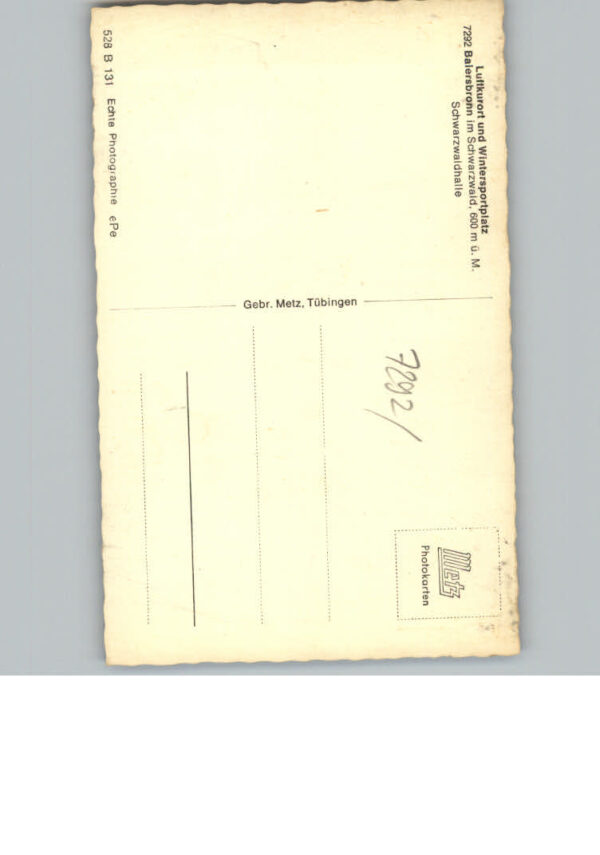 Luftkurort und Wintersportplatz
7292 Baiersbronn im Schwarzwald, 600 m ü. M.
Schwarzwaldhalle
528 B 131 Echte Photographie ePe
Gebr. Metz, Tübingen
7292/
Metz
Photokarten